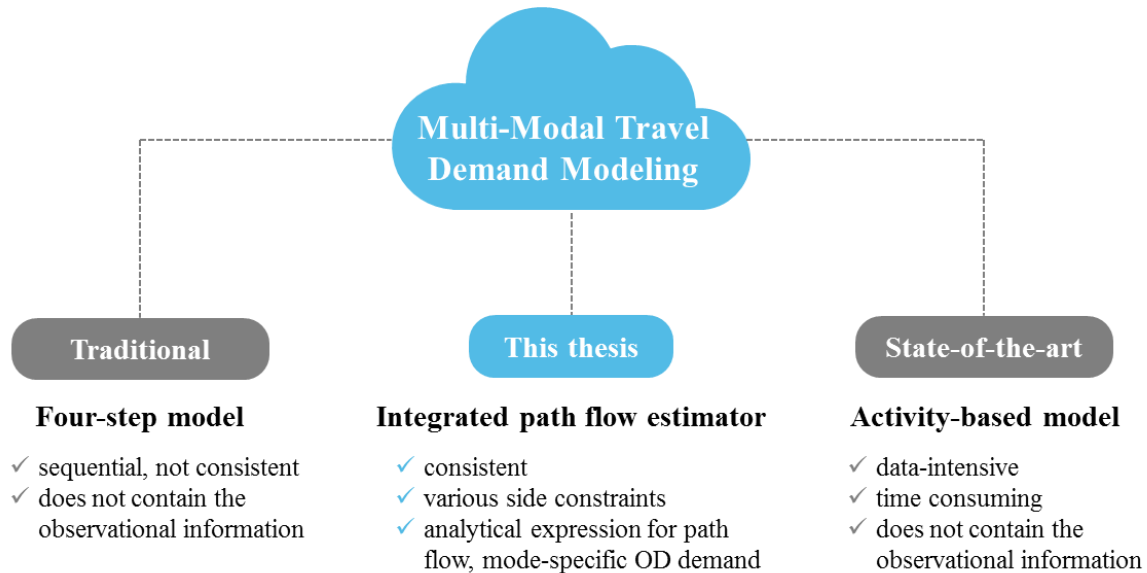 Multi-Modal Travel
Demand Modeling
Traditional
Four-step model
✓ sequential, not consistent
✓ does not contain the
observational information
This thesis
Integrated path flow estimator
✓ consistent
✓ various side constraints
✓ analytical expression for path
flow, mode-specific OD demand
State-of-the-art
Activity-based model
✓ data-intensive
✓ time consuming
✓ does not contain the
observational information